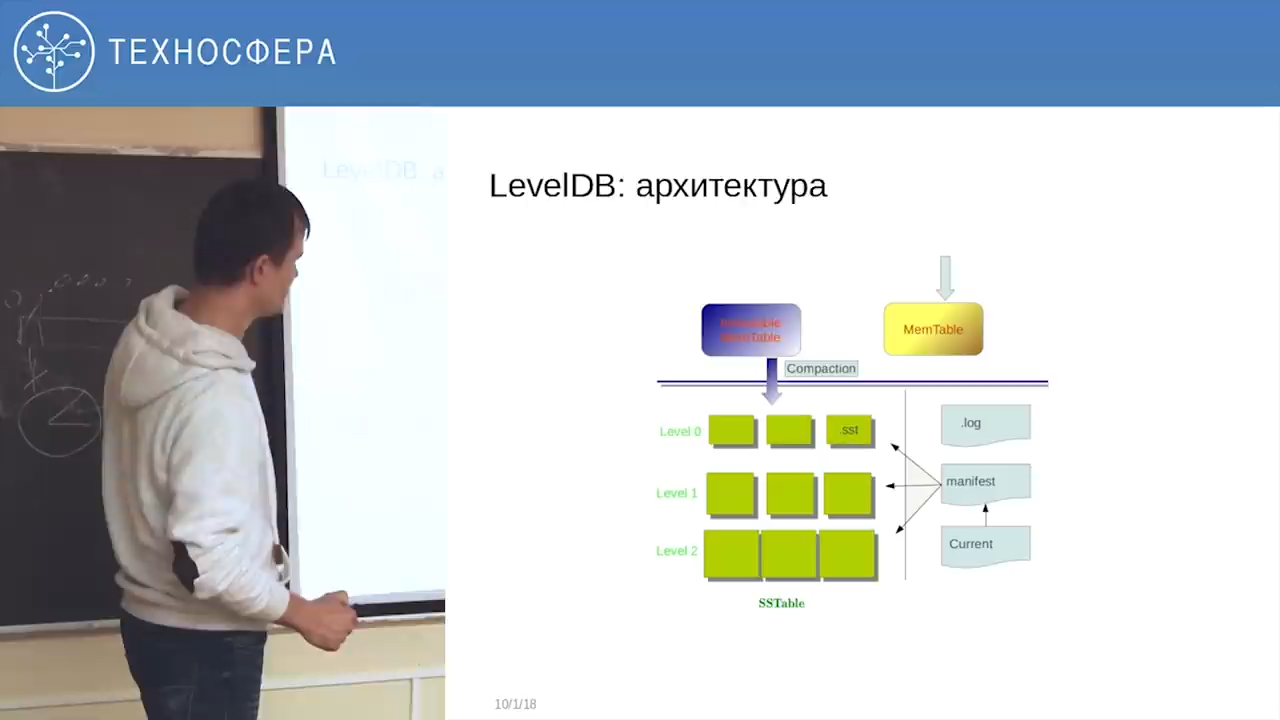 ТЕХНОСФЕРА
LevelDB: архитектура
LevelDB: а
Immutable
MemTable
MemTable
Compaction
Level 0
.sst
.log
Level 1
manifest
Level 2
Current
SSTable
10/1/18